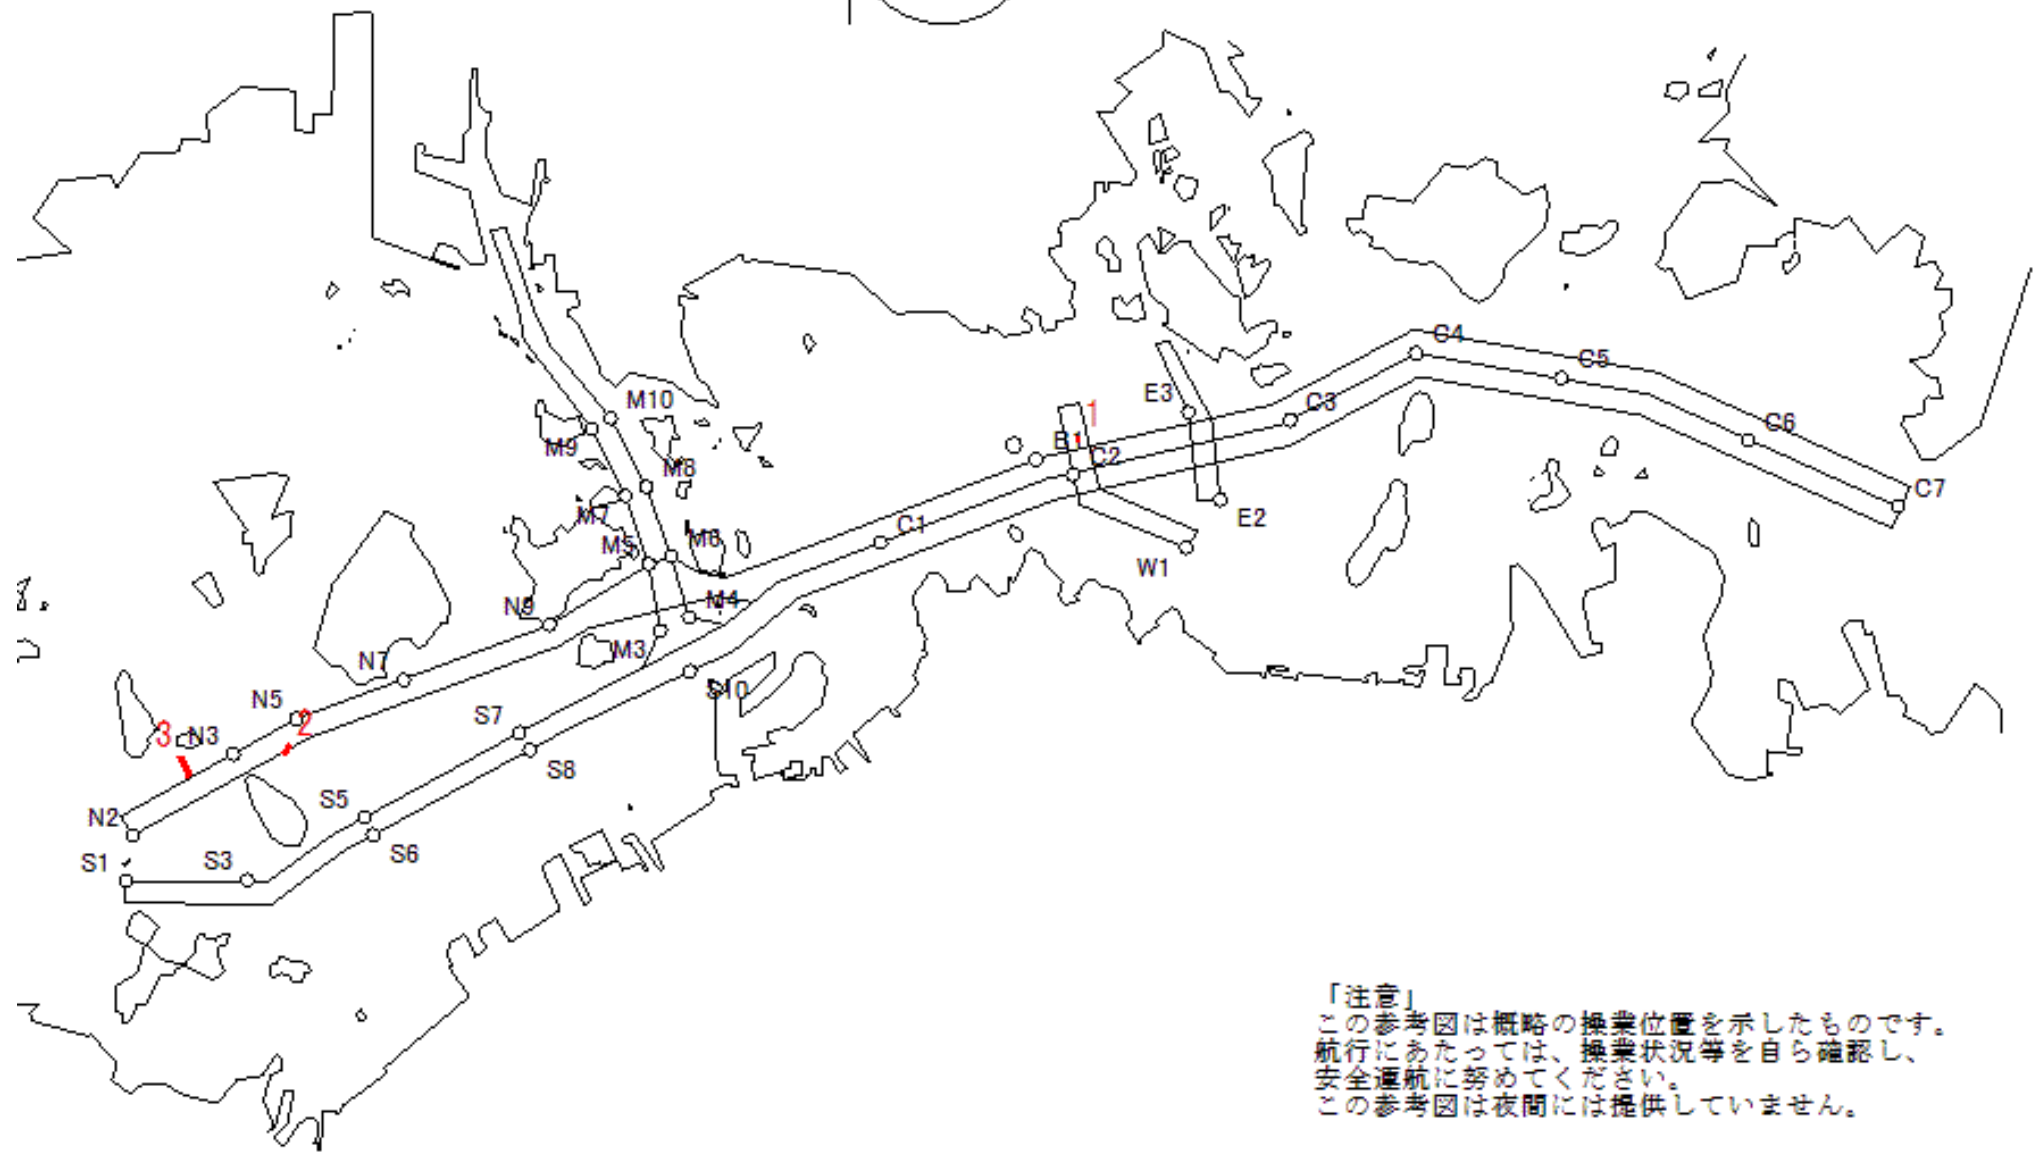 C4
C5
M10
E3
1
C3
C6
M9
B1
C2
M8
C7
M7
E2
C1
M5
M6
W1
N9
M4
M3
N7
S10
N5
2
S7
3
N3
S8
S5
N2
S6
S1
S3
「注意」
この参考図は概略の操業位置を示したものです。
航行にあたっては、操業状況等を自ら確認し、
安全運航に努めてください。
この参考図は夜間には提供していません。